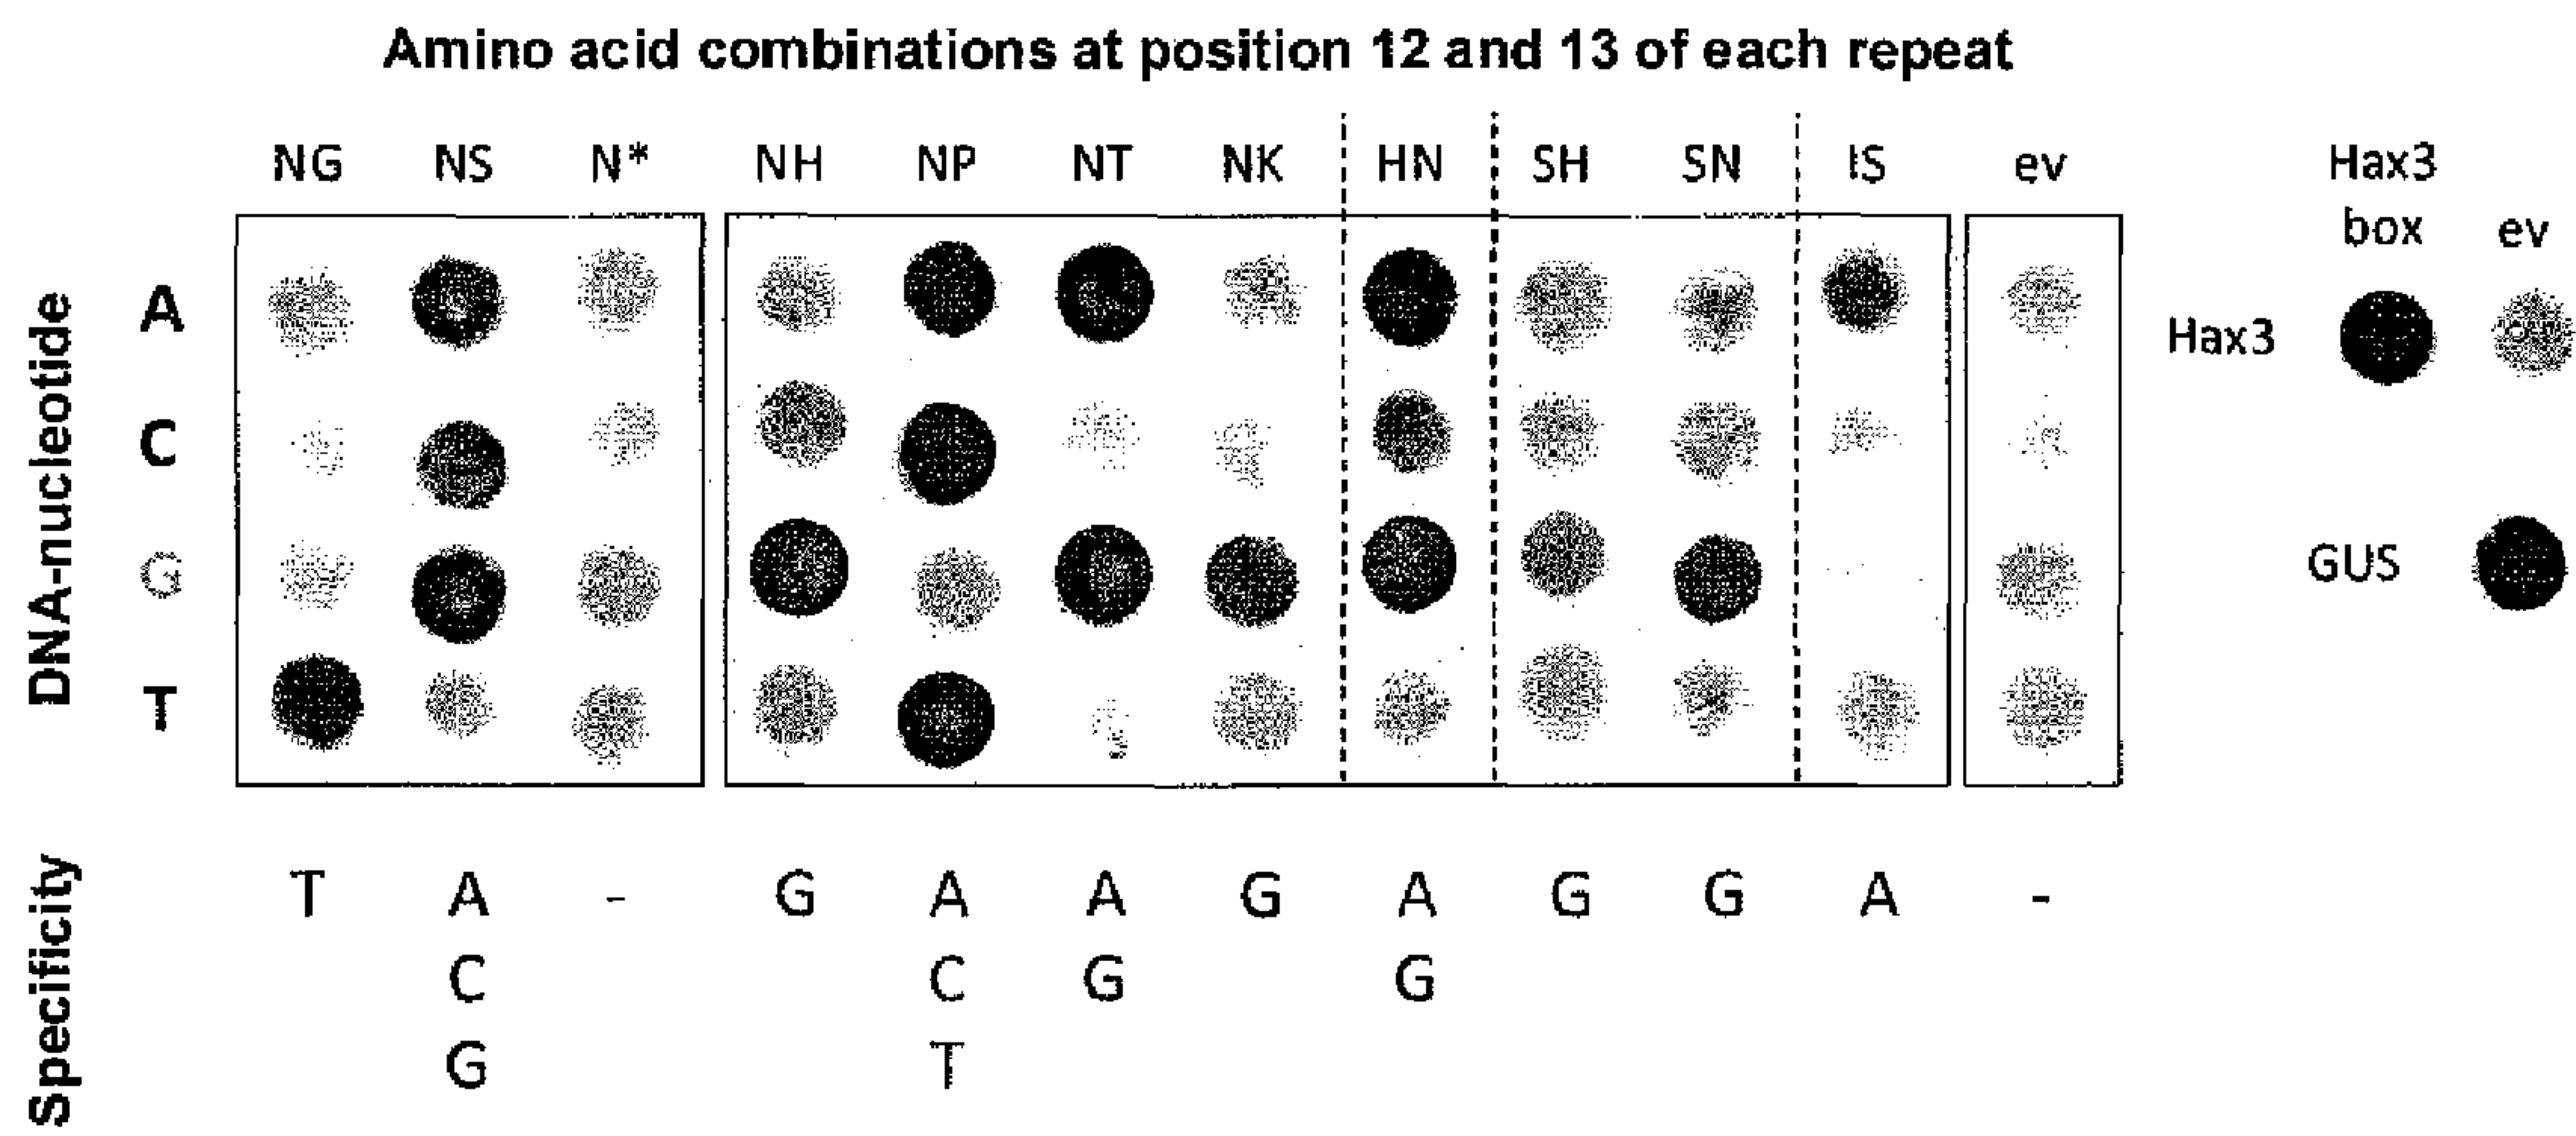 Amino acid combinations at position 12 and 13 of each repeat
NG NS N* NH NP NT NK HN SH SN IS ev
Hax3
box ev
DNA-nucleotide
A
C
G
T
Hax3
GUS
Specificity
T A - G A A G A G G A -
C C G G
G T